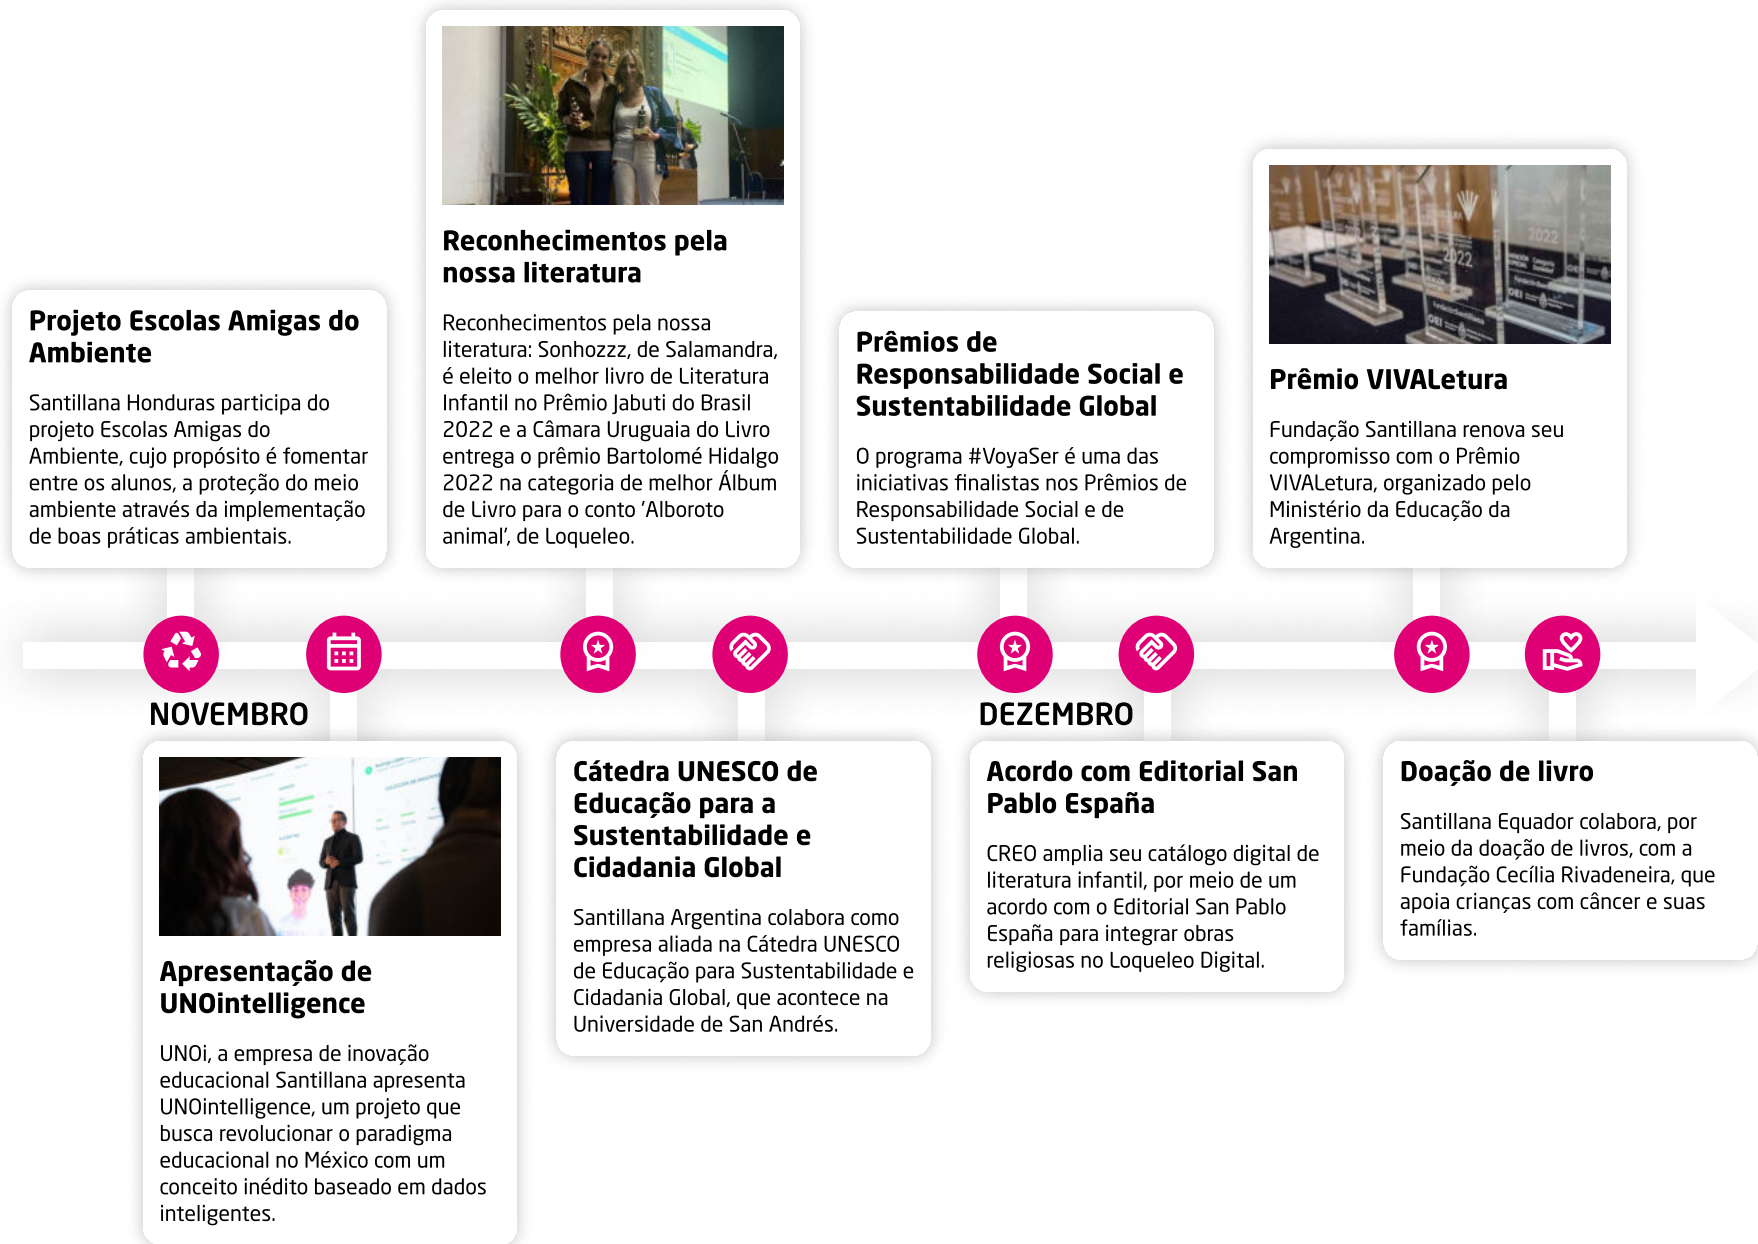 Projeto Escolas Amigas do
Ambiente
Santillana Honduras participa do
projeto Escolas Amigas do
Ambiente, cujo propósito é fomentar
entre os alunos, a proteção do meio
ambiente através da implementação
de boas práticas ambientais.
Reconhecimentos pela
nossa literatura
Reconhecimentos pela nossa
literatura: Sonhozzz, de Salamandra,
é eleito o melhor livro de Literatura
Infantil no Prêmio Jabuti do Brasil
2022 e a Câmara Uruguaia do Livro
entrega o prêmio Bartolomé Hidalgo
2022 na categoria de melhor Álbum
de Livro para o conto 'Alboroto
animal', de Loqueleo.
Prêmios de
Responsabilidade Social e
Sustentabilidade Global
O programa #VoyaSer é uma das
iniciativas finalistas nos Prêmios de
Responsabilidade Social e de
Sustentabilidade Global.
2022
2022
OEI
OEI
FundaciónSantillana
Prêmio VIVALetura
Fundação Santillana renova seu
compromisso com o Prêmio
VIVALetura, organizado pelo
Ministério da Educação da
Argentina.
NOVEMBRO
DEZEMBRO
Apresentação de
UNOintelligence
UNOi, a empresa de inovação
educacional Santillana apresenta
UNOintelligence, um projeto que
busca revolucionar o paradigma
educacional no México com um
conceito inédito baseado em dados
inteligentes.
Cátedra UNESCO de
Educação para a
Sustentabilidade e
Cidadania Global
Santillana Argentina colabora como
empresa aliada na Cátedra UNESCO
de Educação para Sustentabilidade e
Cidadania Global, que acontece na
Universidade de San Andrés.
Acordo com Editorial San
Pablo España
CREO amplia seu catálogo digital de
literatura infantil, por meio de um
acordo com o Editorial San Pablo
España para integrar obras
religiosas no Loqueleo Digital.
Doação de livro
Santillana Equador colabora, por
meio da doação de livros, com a
Fundação Cecília Rivadeneira, que
apoia crianças com câncer e suas
famílias.